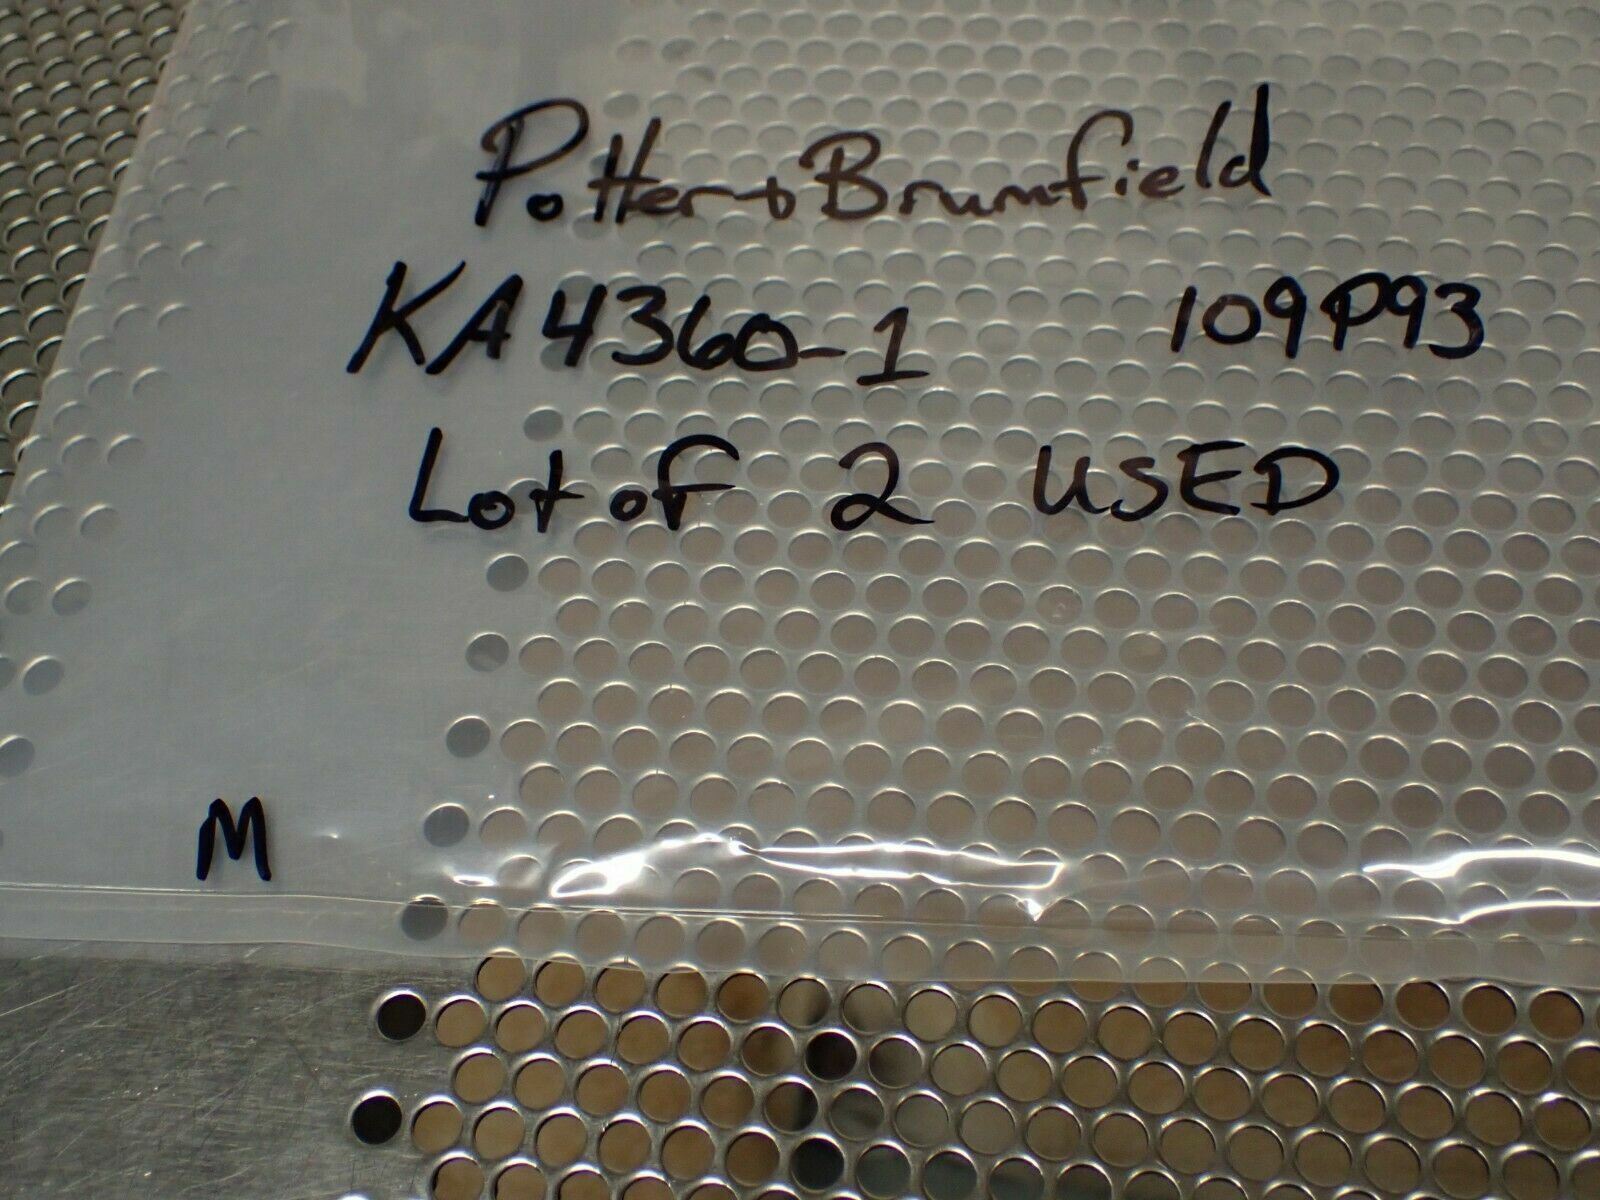 Potter + Brumfield
KA4360-1 109P93
Lot of 2 USED
M